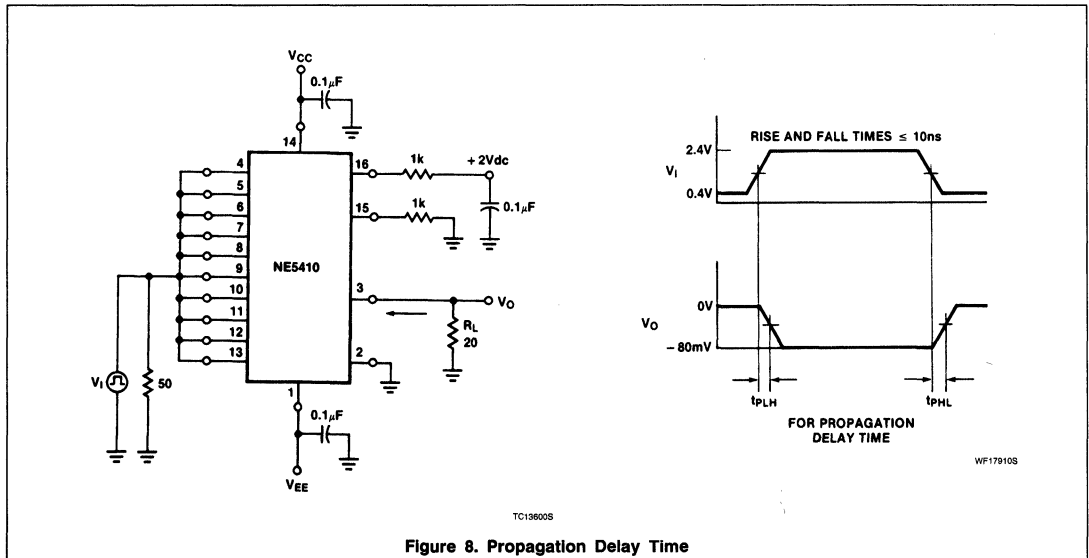 VCC
0.1μF
14
4
5
6
7
8
9
10
11
12
13
NE5410
16
1k
+2Vdc
0.1μF
15
1k
3
VO
RL
20
2
VI
50
1
0.1μF
VEE
TC13600S
RISE AND FALL TIMES ≤ 10ns
2.4V
VI
0.4V
0V
VO
-80mV
tPLH
tPHL
FOR PROPAGATION
DELAY TIME
WF17910S
Figure 8. Propagation Delay Time